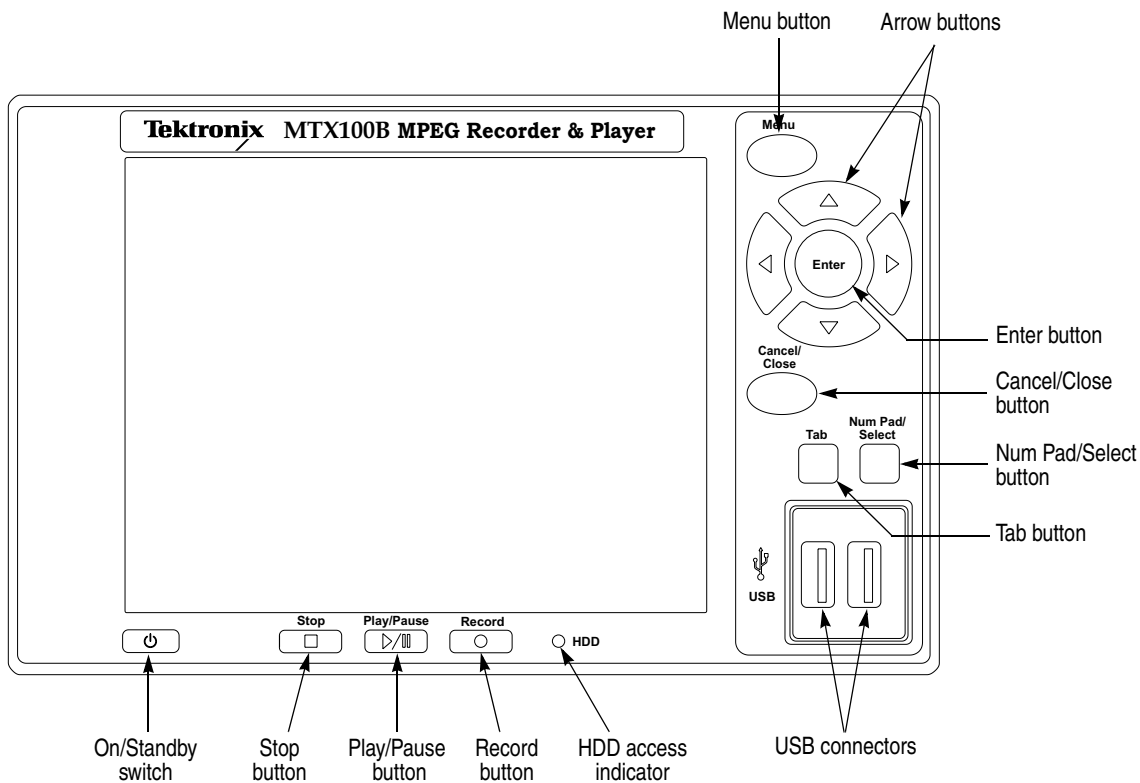 Menu button
Arrow buttons
Tektronix MTX100B MPEG Recorder & Player
Menu
Enter
Enter button
Cancel/
Close
Cancel/Close
button
Num Pad/
Select
Tab
Num Pad/Select
button
Tab button
USB
Stop
Play/Pause
Record
HDD
On/Standby
switch
Stop
button
Play/Pause
button
Record
button
HDD access
indicator
USB connectors